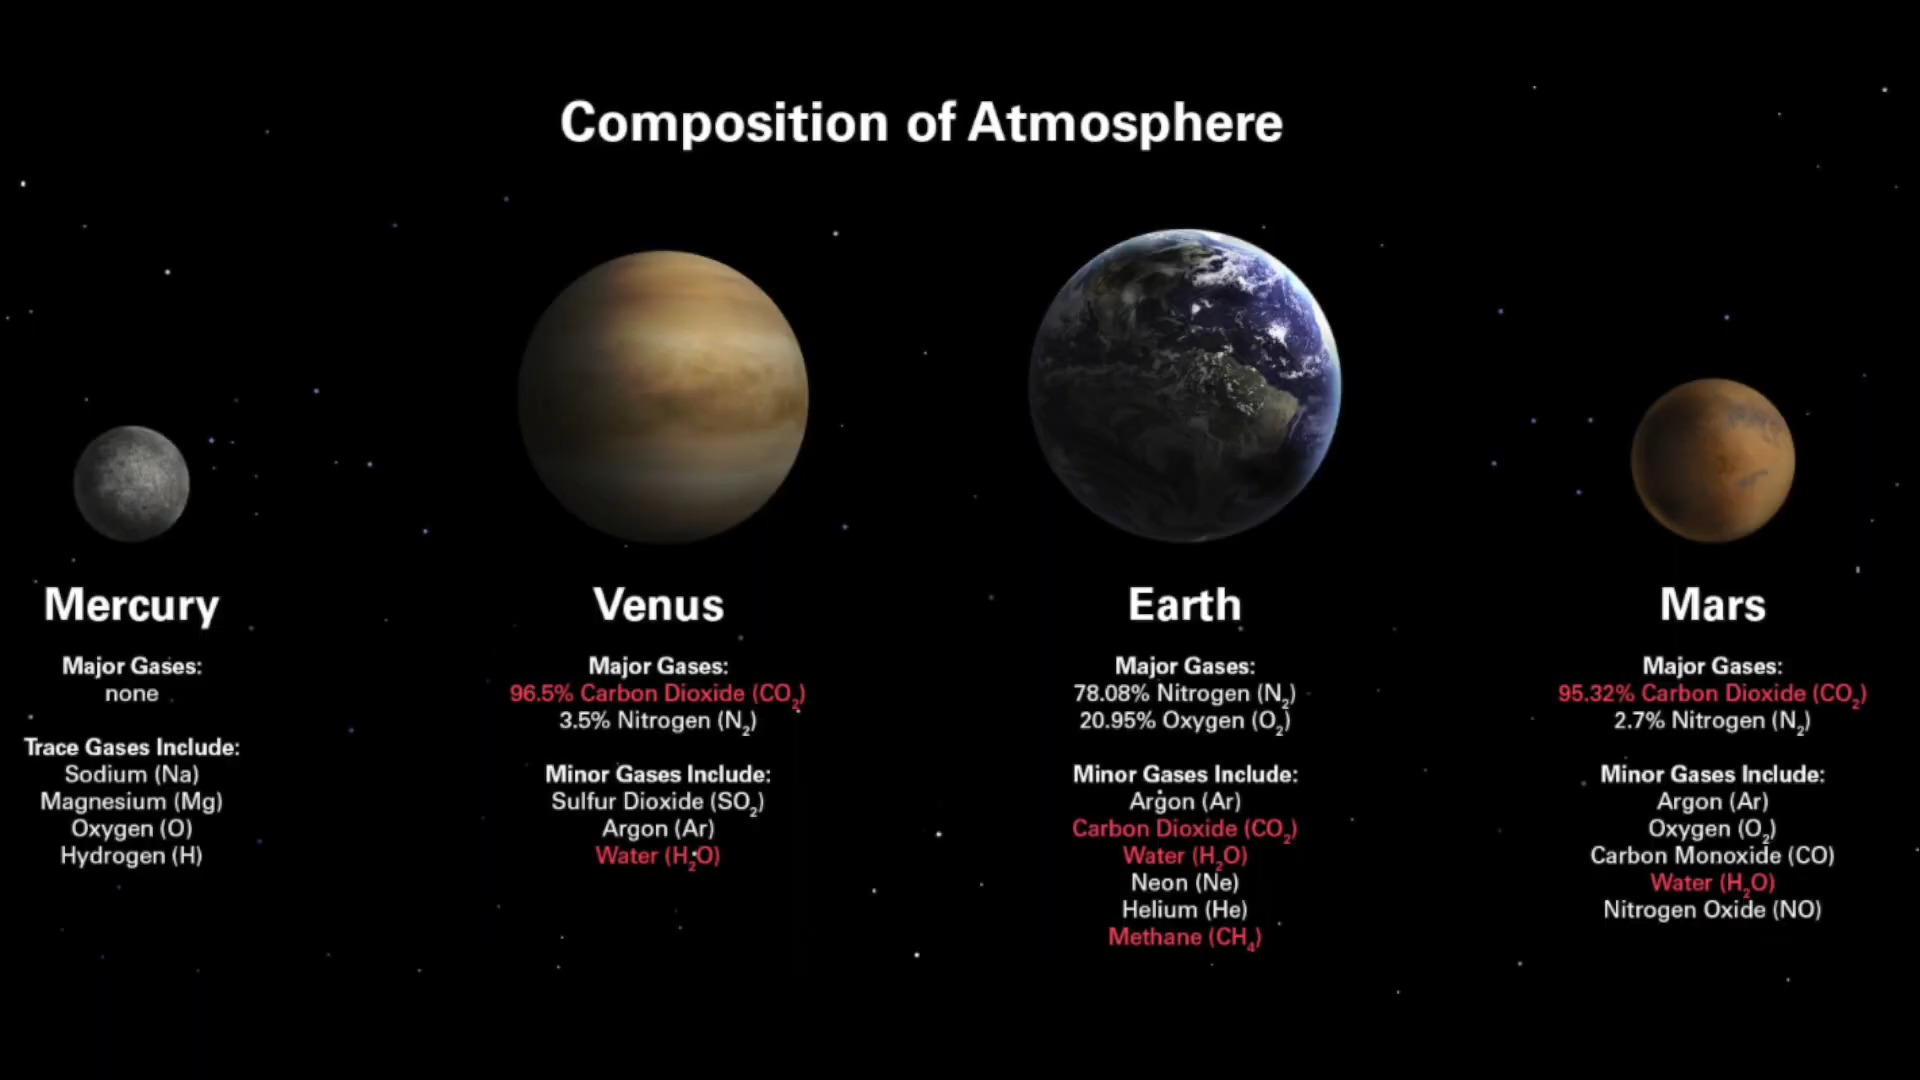 Composition of Atmosphere
Mercury
Major Gases:
none
Trace Gases Include:
Sodium (Na)
Magnesium (Mg)
Oxygen (O)
Hydrogen (H)
Venus
Major Gases:
96.5% Carbon Dioxide (CO₂)
3.5% Nitrogen (N₂)
Minor Gases Include:
Sulfur Dioxide (SO₂)
Argon (Ar)
Water (H₂O)
Earth
Major Gases:
78.08% Nitrogen (N₂)
20.95% Oxygen (O₂)
Minor Gases Include:
Argon (Ar)
Carbon Dioxide (CO₂)
Water (H₂O)
Neon (Ne)
Helium (He)
Methane (CH₄)
Mars
Major Gases:
95.32% Carbon Dioxide (CO₂)
2.7% Nitrogen (N₂)
Minor Gases Include:
Argon (Ar)
Oxygen (O₂)
Carbon Monoxide (CO)
Water (H₂O)
Nitrogen Oxide (NO)